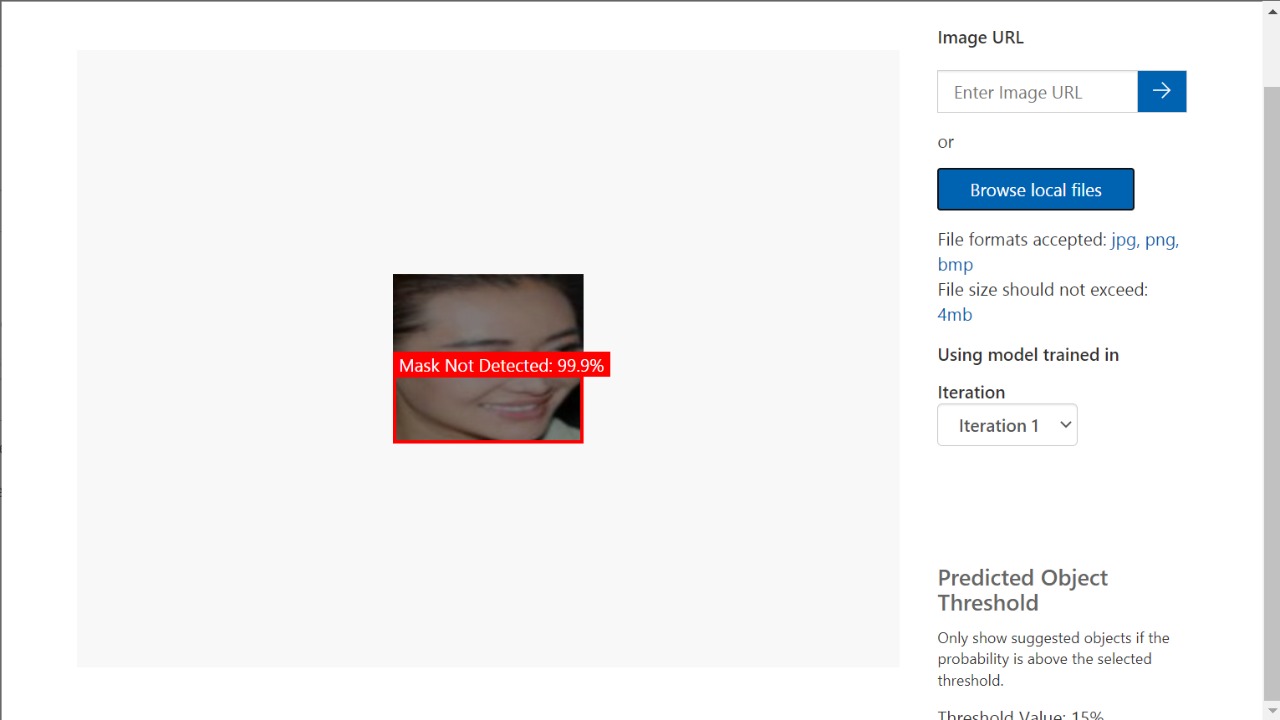 Image URL
Enter Image URL
or
Browse local files
File formats accepted: jpg, png,
bmp
File size should not exceed:
4mb
Using model trained in
Iteration
Iteration 1
Mask Not Detected: 99.9%
Predicted Object
Threshold
Only show suggested objects if the
probability is above the selected
threshold.
Threshold Value: 15%